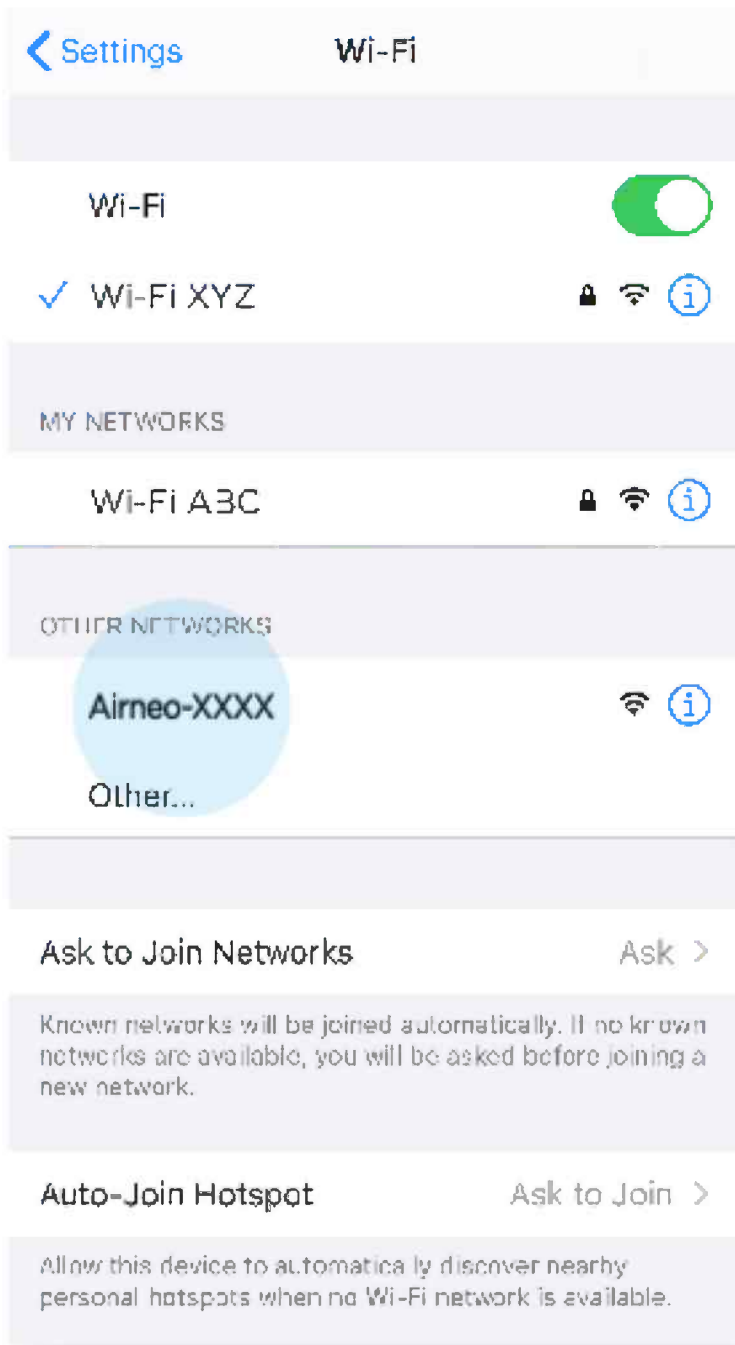 Settings
Wi-Fi
Wi-Fi
Wi-Fi XYZ
MY NETWORKS
Wi-Fi ABC
OTHER NETWORKS
Airneo-XXXX
Other...
Ask to Join Networks
Ask
Known networks will be joined automatically. If no known
networks are available, you will be asked before joining a
new network.
Auto-Join Hotspot
Ask to Join
Allow this device to automatically discover nearby
personal hotspots when no Wi-Fi network is available.